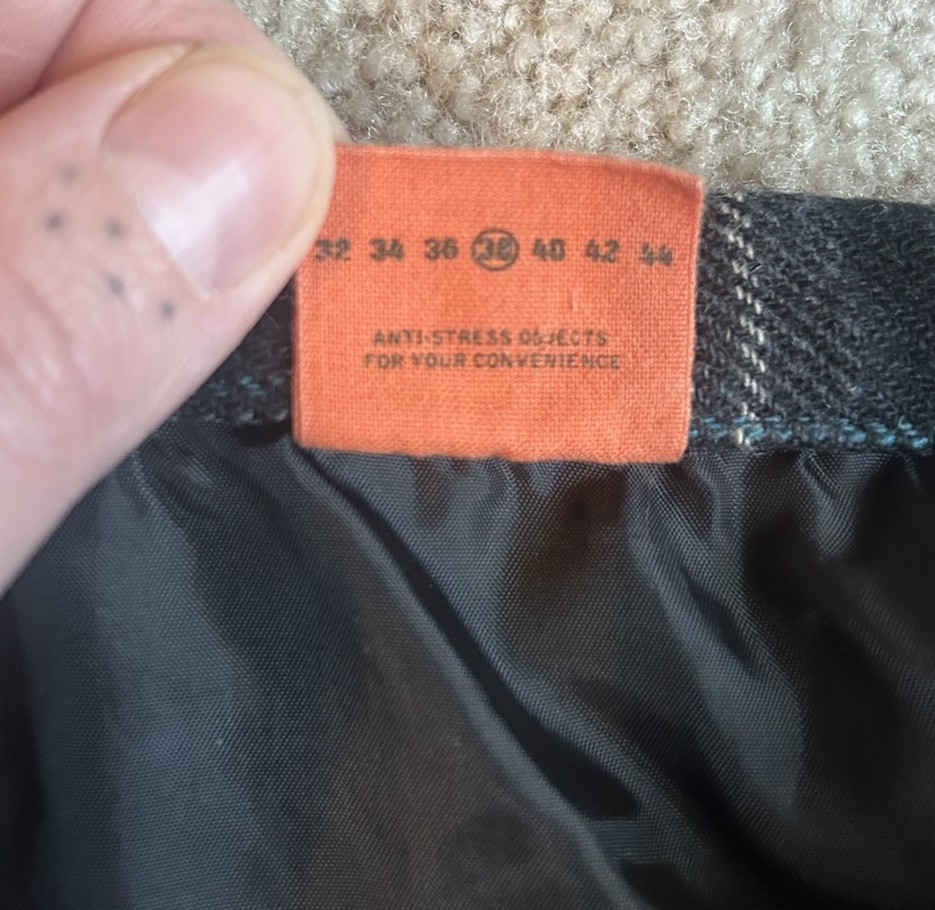 32 34 36 38 40 42 44
ANTI-STRESS OBJECTS
FOR YOUR CONVENIENCE